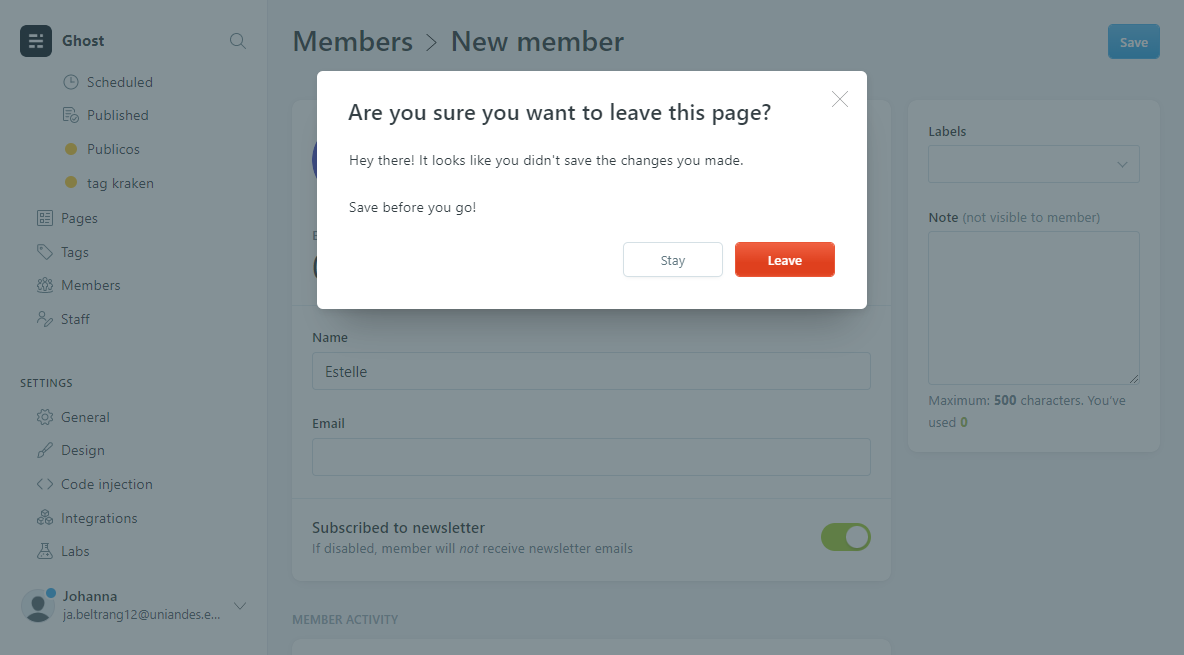 Ghost
Scheduled
Published
Publicos
tag kraken
Pages
Tags
Members
Staff
SETTINGS
General
Design
Code injection
Integrations
Labs
Johanna
ja.beltrang12@uniandes.e...
Members > New member
Save
Are you sure you want to leave this page?
Hey there! It looks like you didn't save the changes you made.
Save before you go!
Stay
Leave
Name
Estelle
Email
Subscribed to newsletter
If disabled, member will not receive newsletter emails
MEMBER ACTIVITY
Labels
Note (not visible to member)
Maximum: 500 characters. You've
used 0